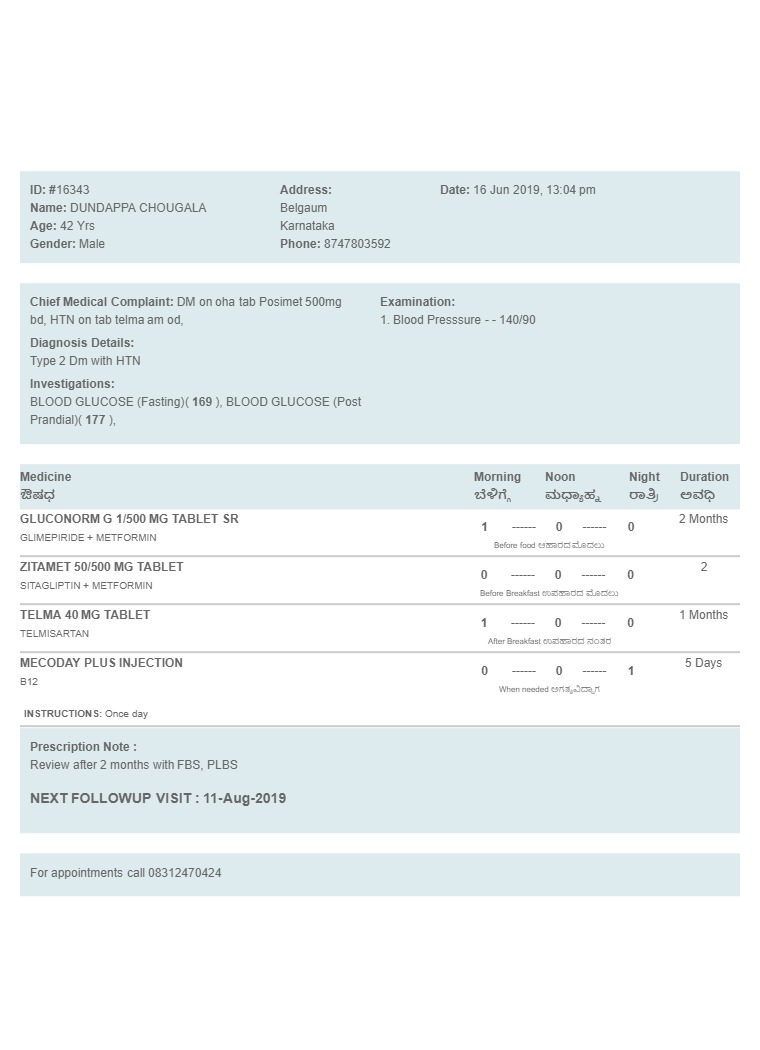 ID: #16343
Name: DUNDAPPA CHOUGALA
Age: 42 Yrs
Gender: Male
Address:
Belgaum
Karnataka
Phone: 8747803592
Date: 16 Jun 2019, 13:04 pm
Chief Medical Complaint: DM on oha tab Posimet 500mg
bd, HTN on tab telma am od,
Diagnosis Details:
Type 2 Dm with HTN
Investigations:
BLOOD GLUCOSE (Fasting)( 169 ), BLOOD GLUCOSE (Post
Prandial)( 177 ),
Examination:
1. Blood Presssure - - 140/90
Medicine Morning Noon Night Duration
ಔಷಧ ಬೆಳಿಗ್ಗೆ ಮಧ್ಯಾಹ್ನ ರಾತ್ರಿ ಅವಧಿ
GLUCONORM G 1/500 MG TABLET SR 1 ------ 0 ------ 0 2 Months
GLIMEPIRIDE + METFORMIN Before food ಆಹಾರದ ಮೊದಲು
ZITAMET 50/500 MG TABLET 0 ------ 0 ------ 0 2
SITAGLIPTIN + METFORMIN Before Breakfast ಉಪಹಾರದ ಮೊದಲು
TELMA 40 MG TABLET 1 ------ 0 ------ 0 1 Months
TELMISARTAN After Breakfast ಉಪಹಾರದ ನಂತರ
MECODAY PLUS INJECTION 0 ------ 0 ------ 1 5 Days
B12 When needed ಅಗತ್ಯವಿದ್ದಾಗ
INSTRUCTIONS: Once day
Prescription Note :
Review after 2 months with FBS, PLBS
NEXT FOLLOWUP VISIT : 11-Aug-2019
For appointments call 08312470424